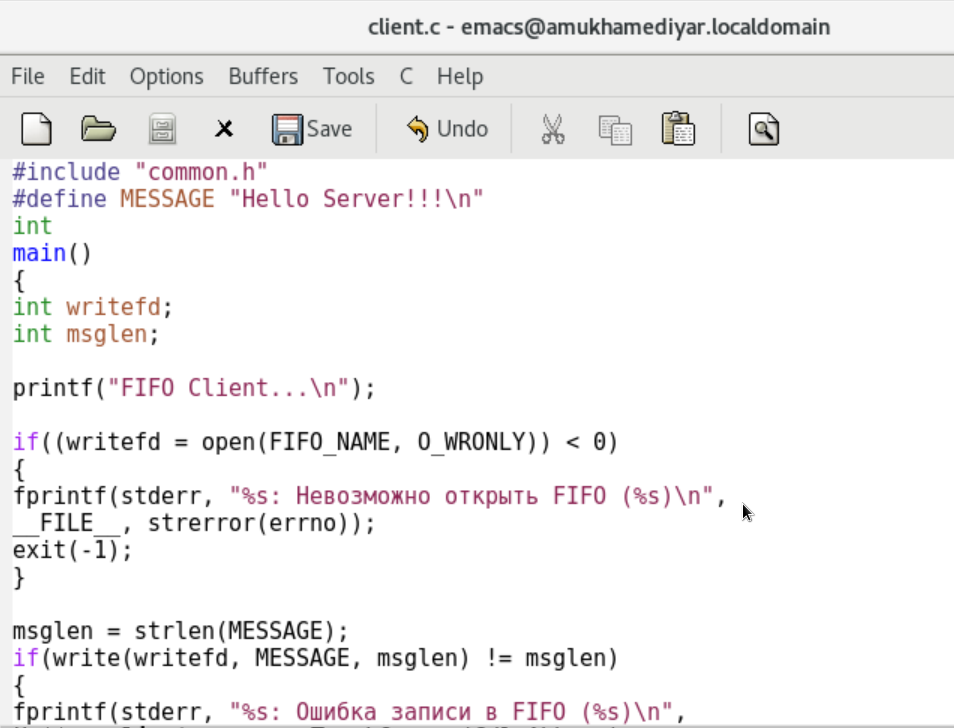 client.c - emacs@amukhamediyar.localdomain
File Edit Options Buffers Tools C Help
Save Undo
#include "common.h"
#define MESSAGE "Hello Server!!!\n"
int
main()
{
int writefd;
int msglen;
printf("FIFO Client...\n");
if((writefd = open(FIFO_NAME, O_WRONLY)) < 0)
{
fprintf(stderr, "%s: Невозможно открыть FIFO (%s)\n",
__FILE__, strerror(errno));
exit(-1);
}
msglen = strlen(MESSAGE);
if(write(writefd, MESSAGE, msglen) != msglen)
{
fprintf(stderr, "%s: Ошибка записи в FIFO (%s)\n",